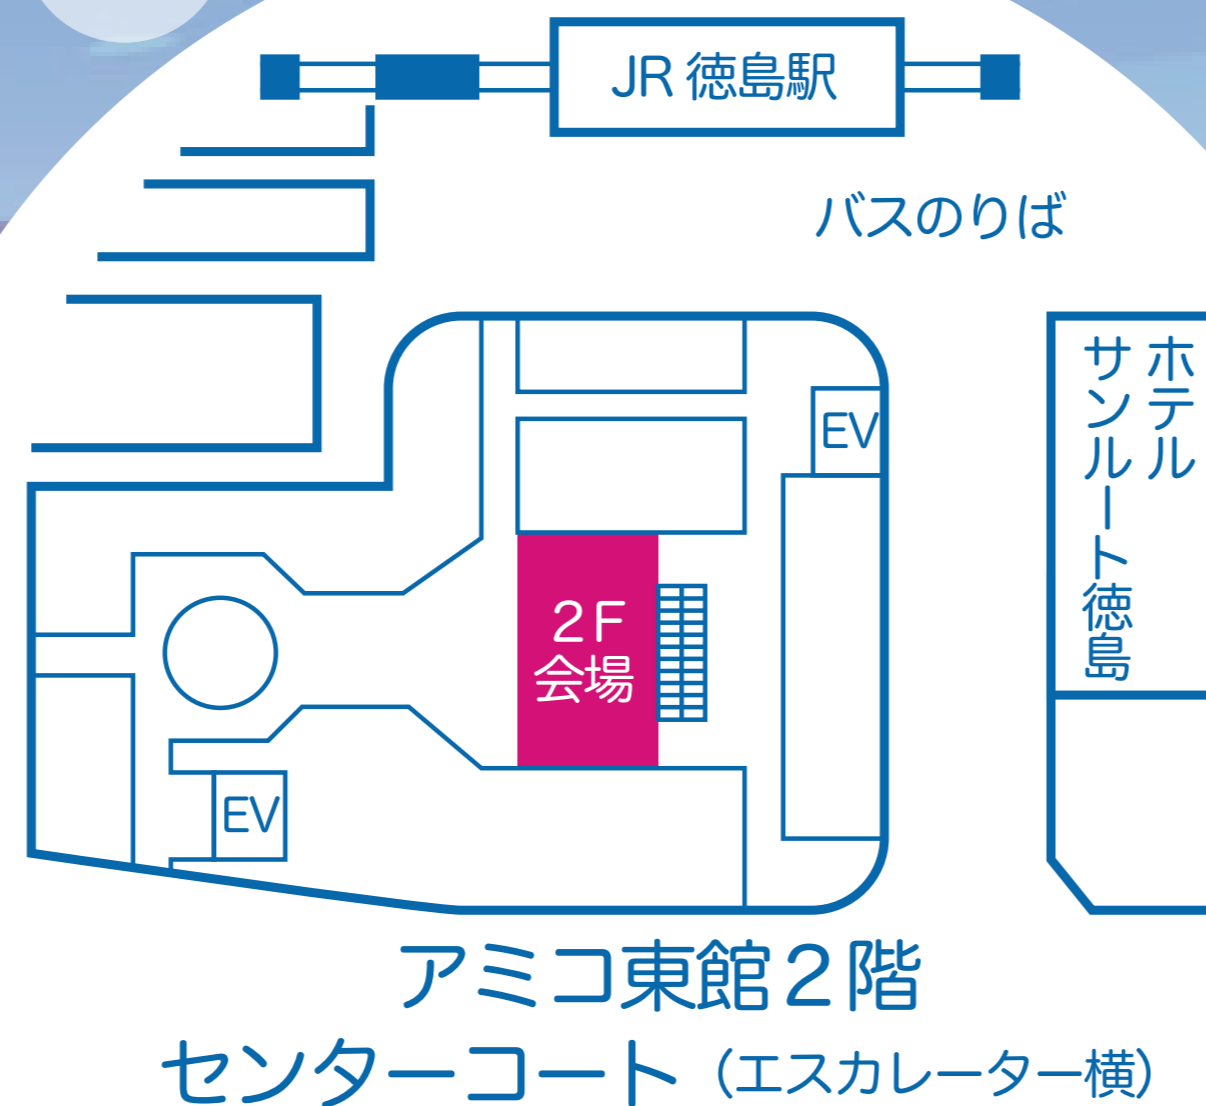 JR 徳島駅
バスのりば
ホテル
サンルート徳島
EV
2F
会場
EV
アミコ東館2階
センターコート（エスカレーター横）